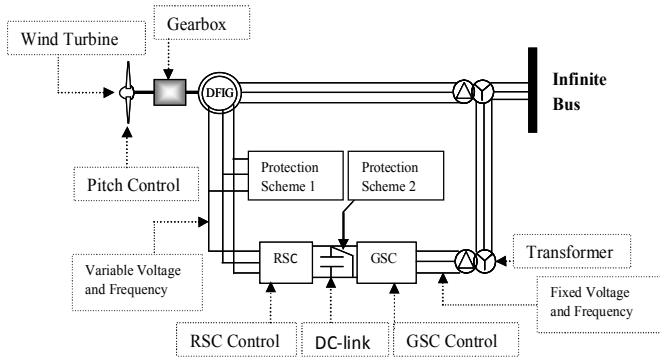 Gearbox
Wind Turbine
DFIG
Infinite
Bus
Pitch Control
Protection
Scheme 1
Protection
Scheme 2
Variable Voltage
and Frequency
RSC
GSC
Transformer
Fixed Voltage
and Frequency
RSC Control
DC-link
GSC Control